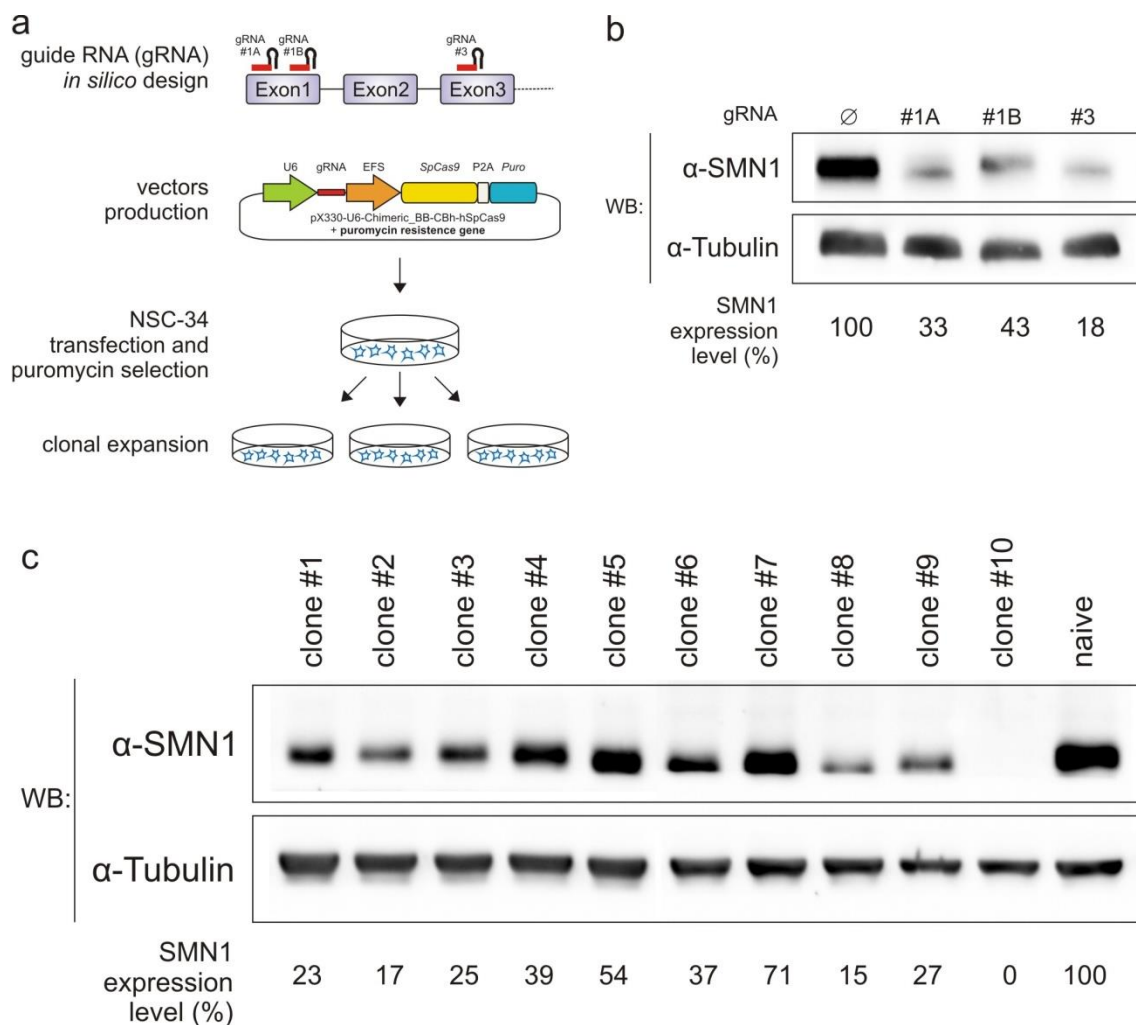 a
guide RNA (gRNA)
in silico design
gRNA
#1A
gRNA
#1B
gRNA
#3
Exon1
Exon2
Exon3
vectors
production
U6
gRNA
EFS
SpCas9
P2A
Puro
pX330-U6-Chimeric_BB-CBh-hSpCas9
+ puromycin resistence gene
NSC-34
transfection and
puromycin selection
clonal expansion
b
gRNA ∅ #1A #1B #3
WB:
α-SMN1
α-Tubulin
SMN1
expression
level (%)
100 33 43 18
c
clone #1
clone #2
clone #3
clone #4
clone #5
clone #6
clone #7
clone #8
clone #9
clone #10
naive
WB:
α-SMN1
α-Tubulin
SMN1
expression
level (%)
23 17 25 39 54 37 71 15 27 0 100